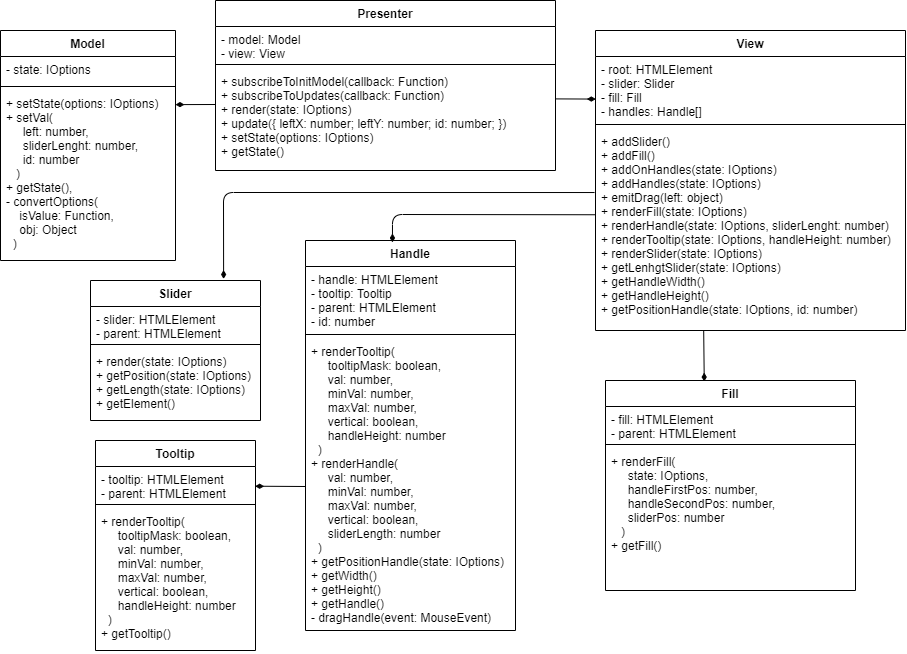 Presenter
- model: Model
- view: View
+ subscribeToInitModel(callback: Function)
+ subscribeToUpdates(callback: Function)
+ render(state: IOptions)
+ update({ leftX: number; leftY: number; id: number; })
+ setState(options: IOptions)
+ getState()
Model
- state: IOptions
+ setState(options: IOptions)
+ setVal(
left: number,
sliderLenght: number,
id: number
)
+ getState(),
- convertOptions(
isValue: Function,
obj: Object
)
View
- root: HTMLElement
- slider: Slider
- fill: Fill
- handles: Handle[]
+ addSlider()
+ addFill()
+ addOnHandles(state: IOptions)
+ addHandles(state: IOptions)
+ emitDrag(left: object)
+ renderFill(state: IOptions)
+ renderHandle(state: IOptions, sliderLenght: number)
+ renderTooltip(state: IOptions, handleHeight: number)
+ renderSlider(state: IOptions)
+ getLenhgtSlider(state: IOptions)
+ getHandleWidth()
+ getHandleHeight()
+ getPositionHandle(state: IOptions, id: number)
Slider
- slider: HTMLElement
- parent: HTMLElement
+ render(state: IOptions)
+ getPosition(state: IOptions)
+ getLength(state: IOptions)
+ getElement()
Handle
- handle: HTMLElement
- tooltip: Tooltip
- parent: HTMLElement
- id: number
+ renderTooltip(
tooltipMask: boolean,
val: number,
minVal: number,
maxVal: number,
vertical: boolean,
handleHeight: number
)
+ renderHandle(
val: number,
minVal: number,
maxVal: number,
vertical: boolean,
sliderLength: number
)
+ getPositionHandle(state: IOptions)
+ getWidth()
+ getHeight()
+ getHandle()
- dragHandle(event: MouseEvent)
Tooltip
- tooltip: HTMLElement
- parent: HTMLElement
+ renderTooltip(
tooltipMask: boolean,
val: number,
minVal: number,
maxVal: number,
vertical: boolean,
handleHeight: number
)
+ getTooltip()
Fill
- fill: HTMLElement
- parent: HTMLElement
+ renderFill(
state: IOptions,
handleFirstPos: number,
handleSecondPos: number,
sliderPos: number
)
+ getFill()